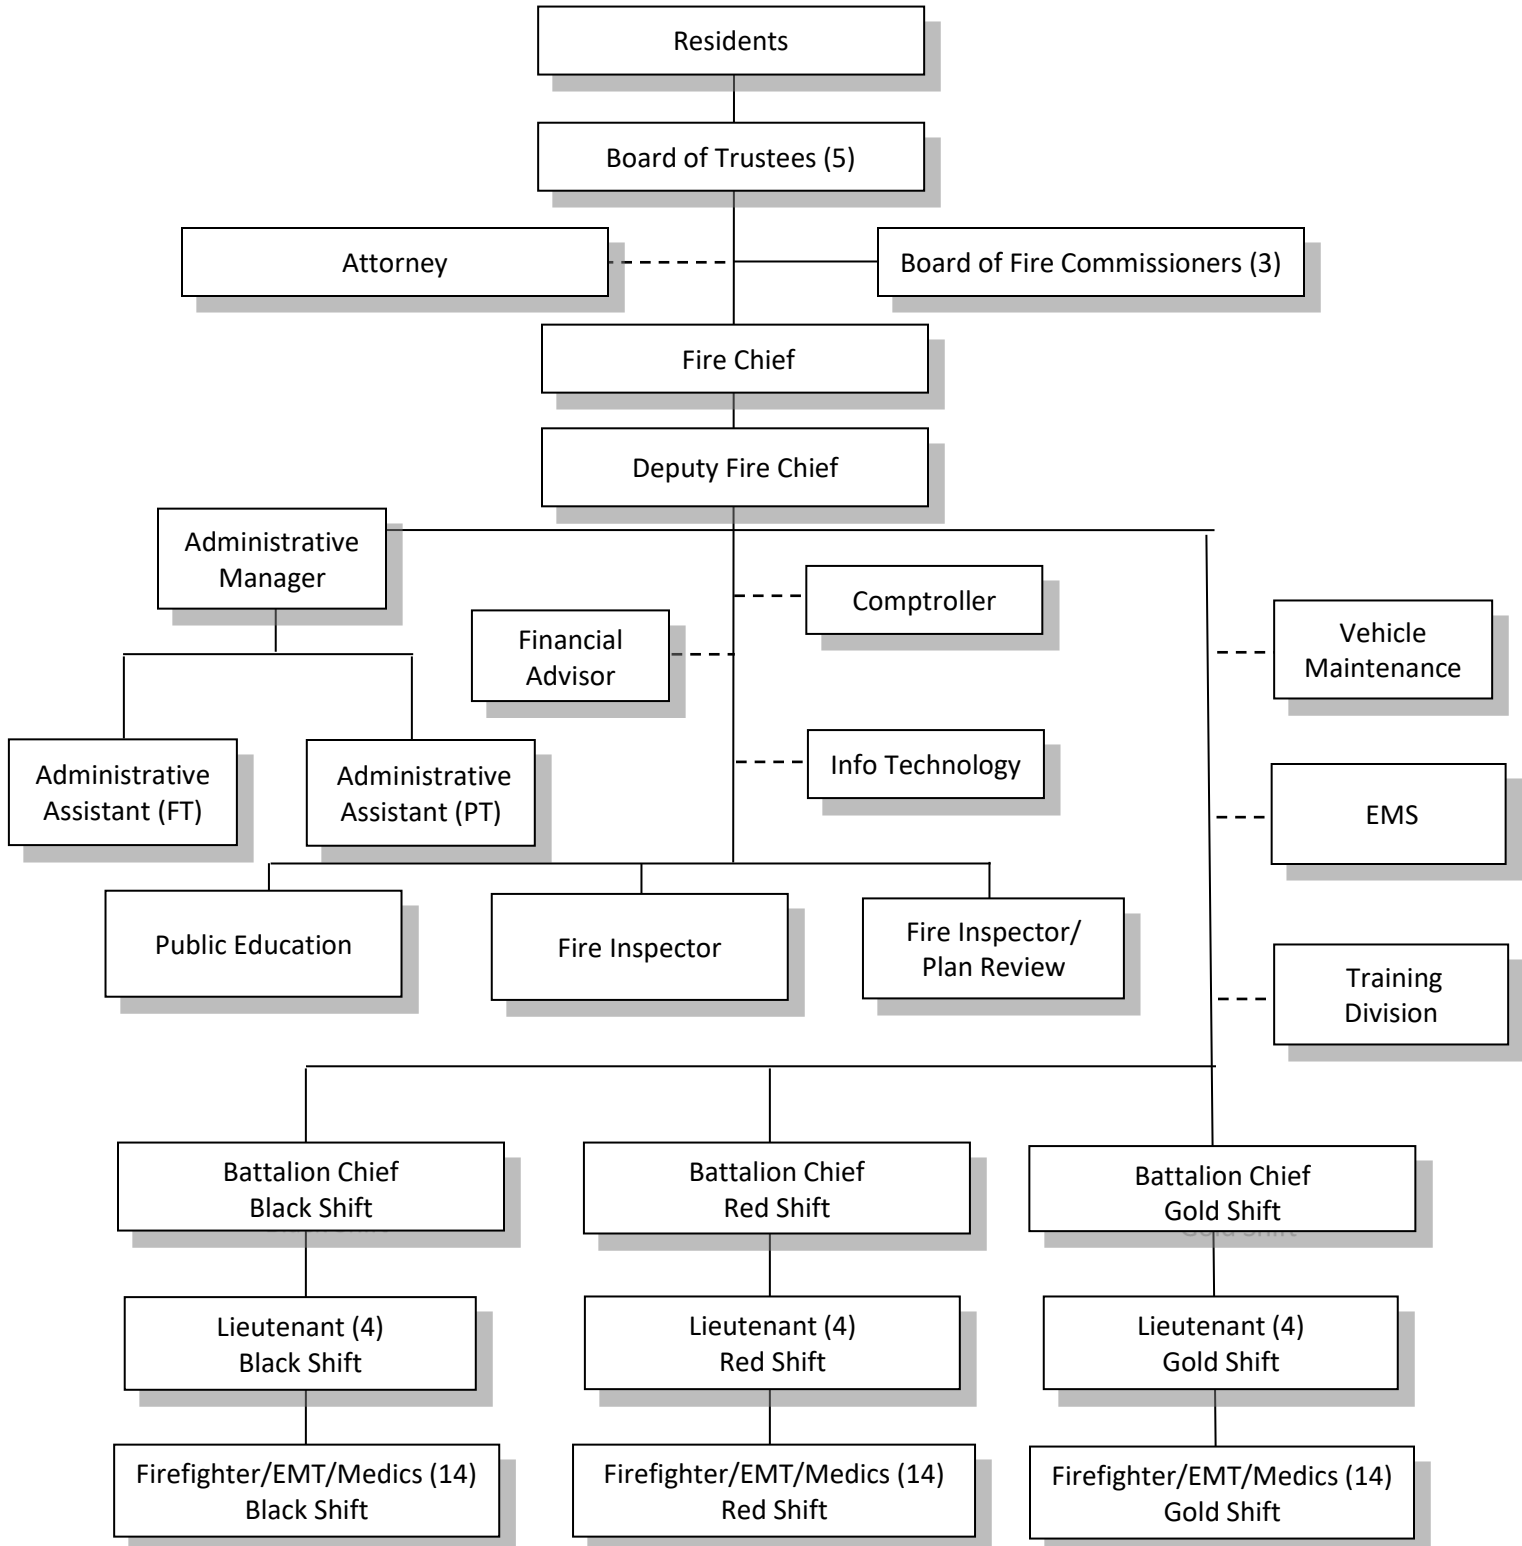 Residents
Board of Trustees (5)
Attorney
Board of Fire Commissioners (3)
Fire Chief
Deputy Fire Chief
Administrative
Manager
Comptroller
Financial
Advisor
Vehicle
Maintenance
Administrative
Assistant (FT)
Administrative
Assistant (PT)
Info Technology
EMS
Public Education
Fire Inspector
Fire Inspector/
Plan Review
Training
Division
Battalion Chief
Black Shift
Battalion Chief
Red Shift
Battalion Chief
Gold Shift
Lieutenant (4)
Black Shift
Lieutenant (4)
Red Shift
Lieutenant (4)
Gold Shift
Firefighter/EMT/Medics (14)
Black Shift
Firefighter/EMT/Medics (14)
Red Shift
Firefighter/EMT/Medics (14)
Gold Shift